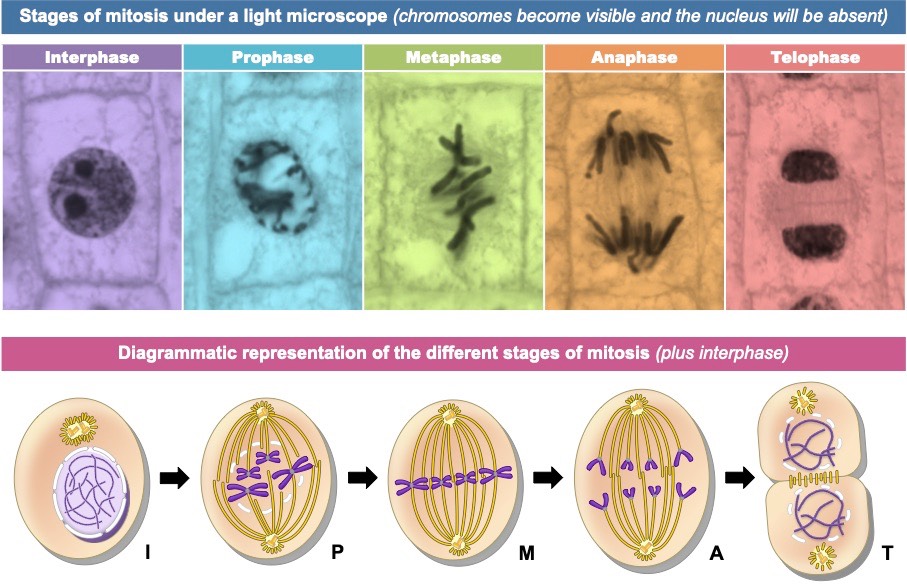 Stages of mitosis under a light microscope (chromosomes become visible and the nucleus will be absent)
Interphase
Prophase
Metaphase
Anaphase
Telophase
Diagrammatic representation of the different stages of mitosis (plus interphase)
I
P
M
A
T